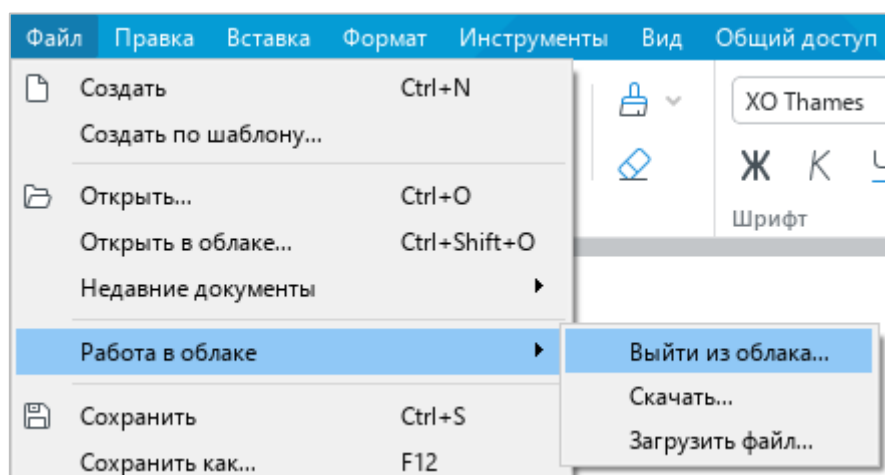 Файл Правка Вставка Формат Инструменты Вид Общий доступ
Создать Ctrl+N
Создать по шаблону...
Открыть... Ctrl+O
Открыть в облаке... Ctrl+Shift+O
Недавние документы
Работа в облаке
Сохранить Ctrl+S
Сохранить как... F12
Выйти из облака...
Скачать...
Загрузить файл...
XO Thames
Ж К
Шрифт